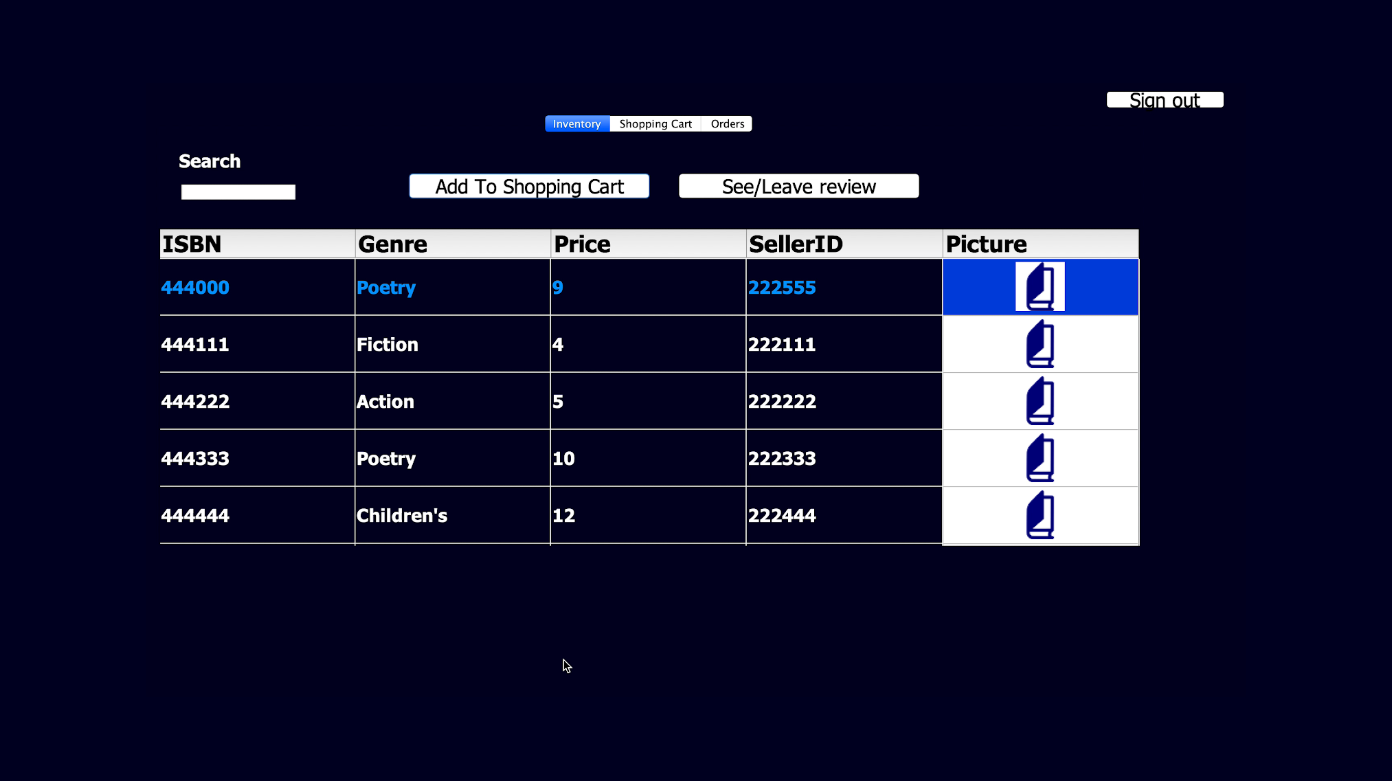 Sign out
Inventory Shopping Cart Orders
Search
Add To Shopping Cart See/Leave review
ISBN Genre Price SellerID Picture
444000 Poetry 9 222555
444111 Fiction 4 222111
444222 Action 5 222222
444333 Poetry 10 222333
444444 Children's 12 222444